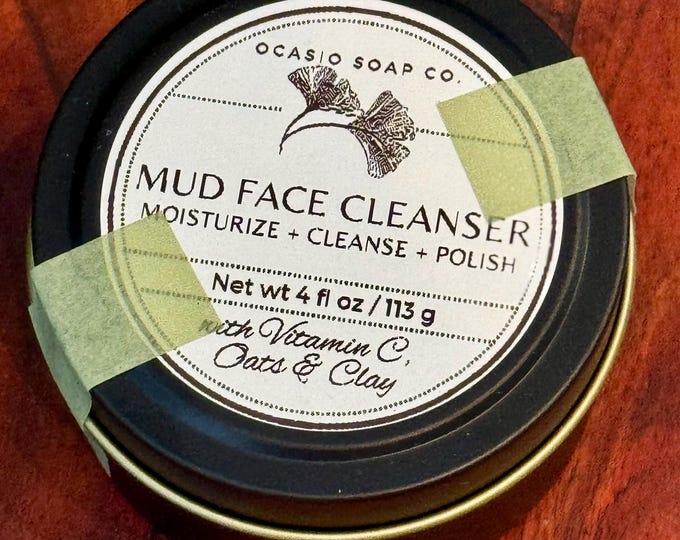 OCASIO SOAP CO.
MUD FACE CLEANSER
MOISTURIZE + CLEANSE + POLISH
Net wt 4 fl oz / 113 g
with Vitamin C,
Oats & Clay